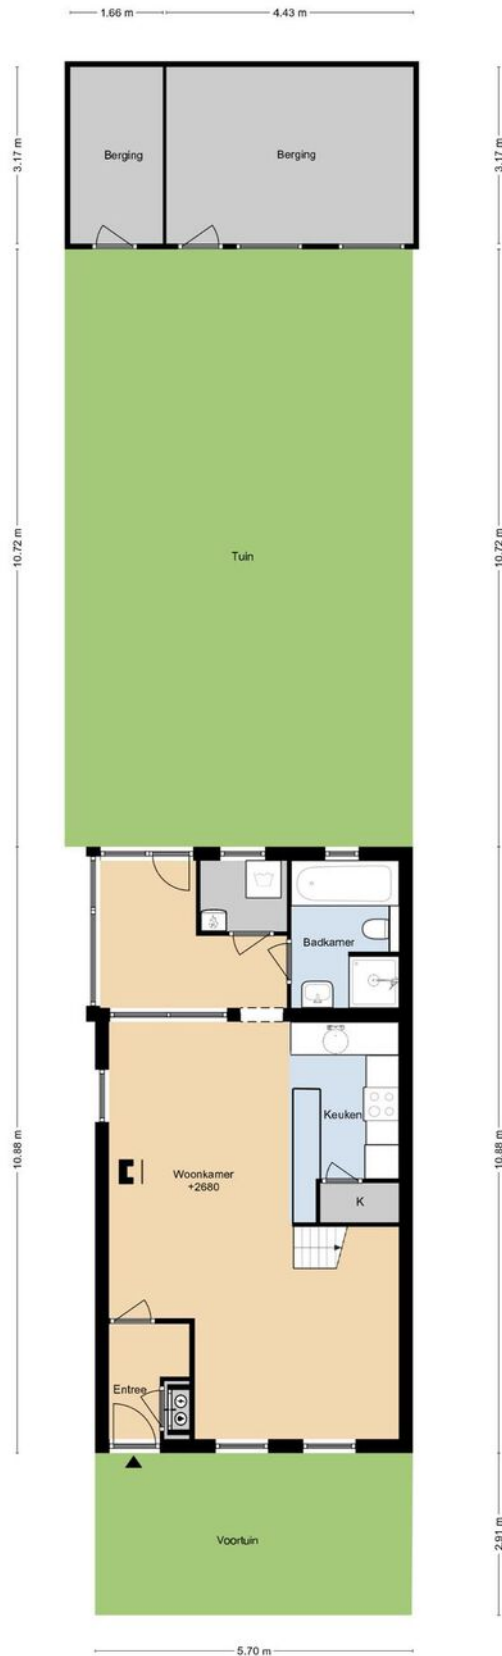 1.66 m
4.43 m
3.17 m
3.17 m
Berging
Berging
10.72 m
Tuin
10.72 m
Badkamer
Keuken
10.88 m
10.88 m
Woonkamer
+2680
K
Entree
Voortuin
2.91 m
5.70 m